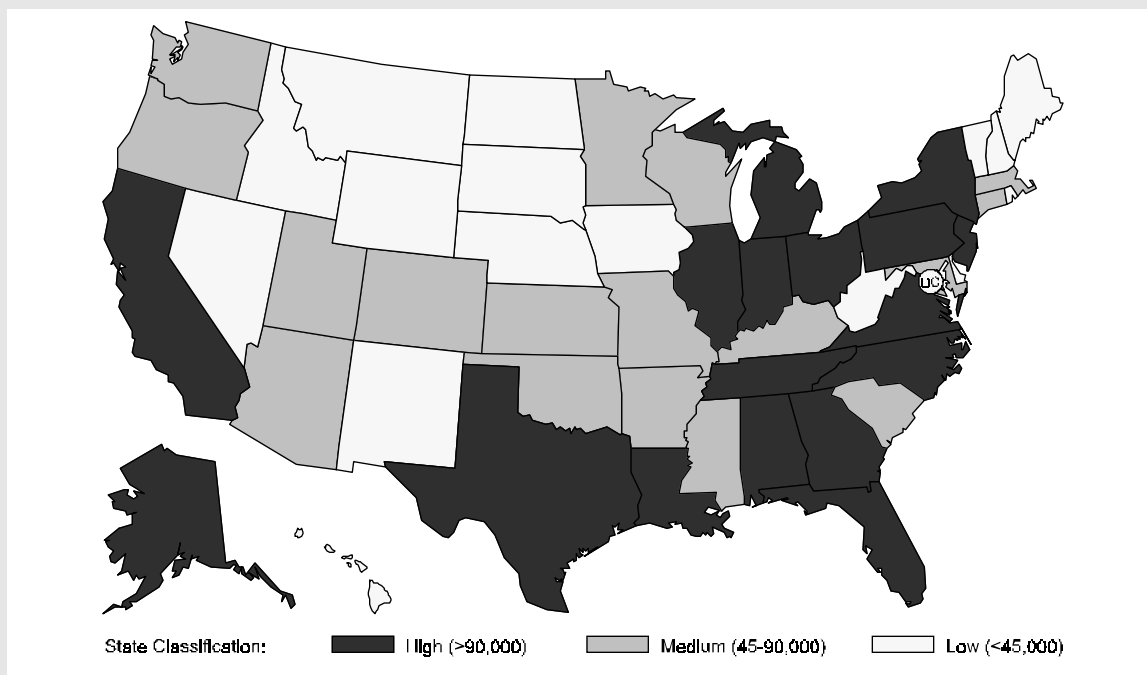 DC
State Classification:
High (>90,000)
Medium (45-90,000)
Low (<45,000)